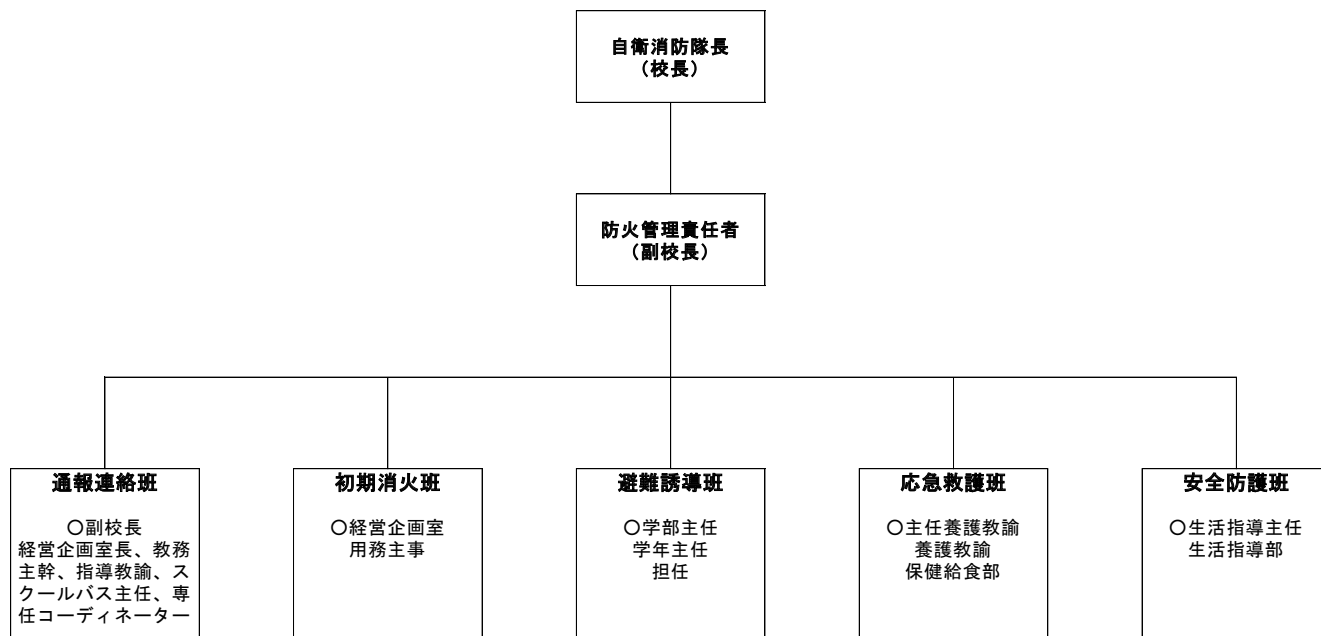 自衛消防隊長
（校長）
防火管理責任者
（副校長）
通報連絡班
○副校長
経営企画室長、教務
主幹、指導教諭、ス
クールバス主任、専
任コーディネーター
初期消火班
○経営企画室
用務主事
避難誘導班
○学部主任
学年主任
担任
応急救護班
○主任養護教諭
養護教諭
保健給食部
安全防護班
○生活指導主任
生活指導部